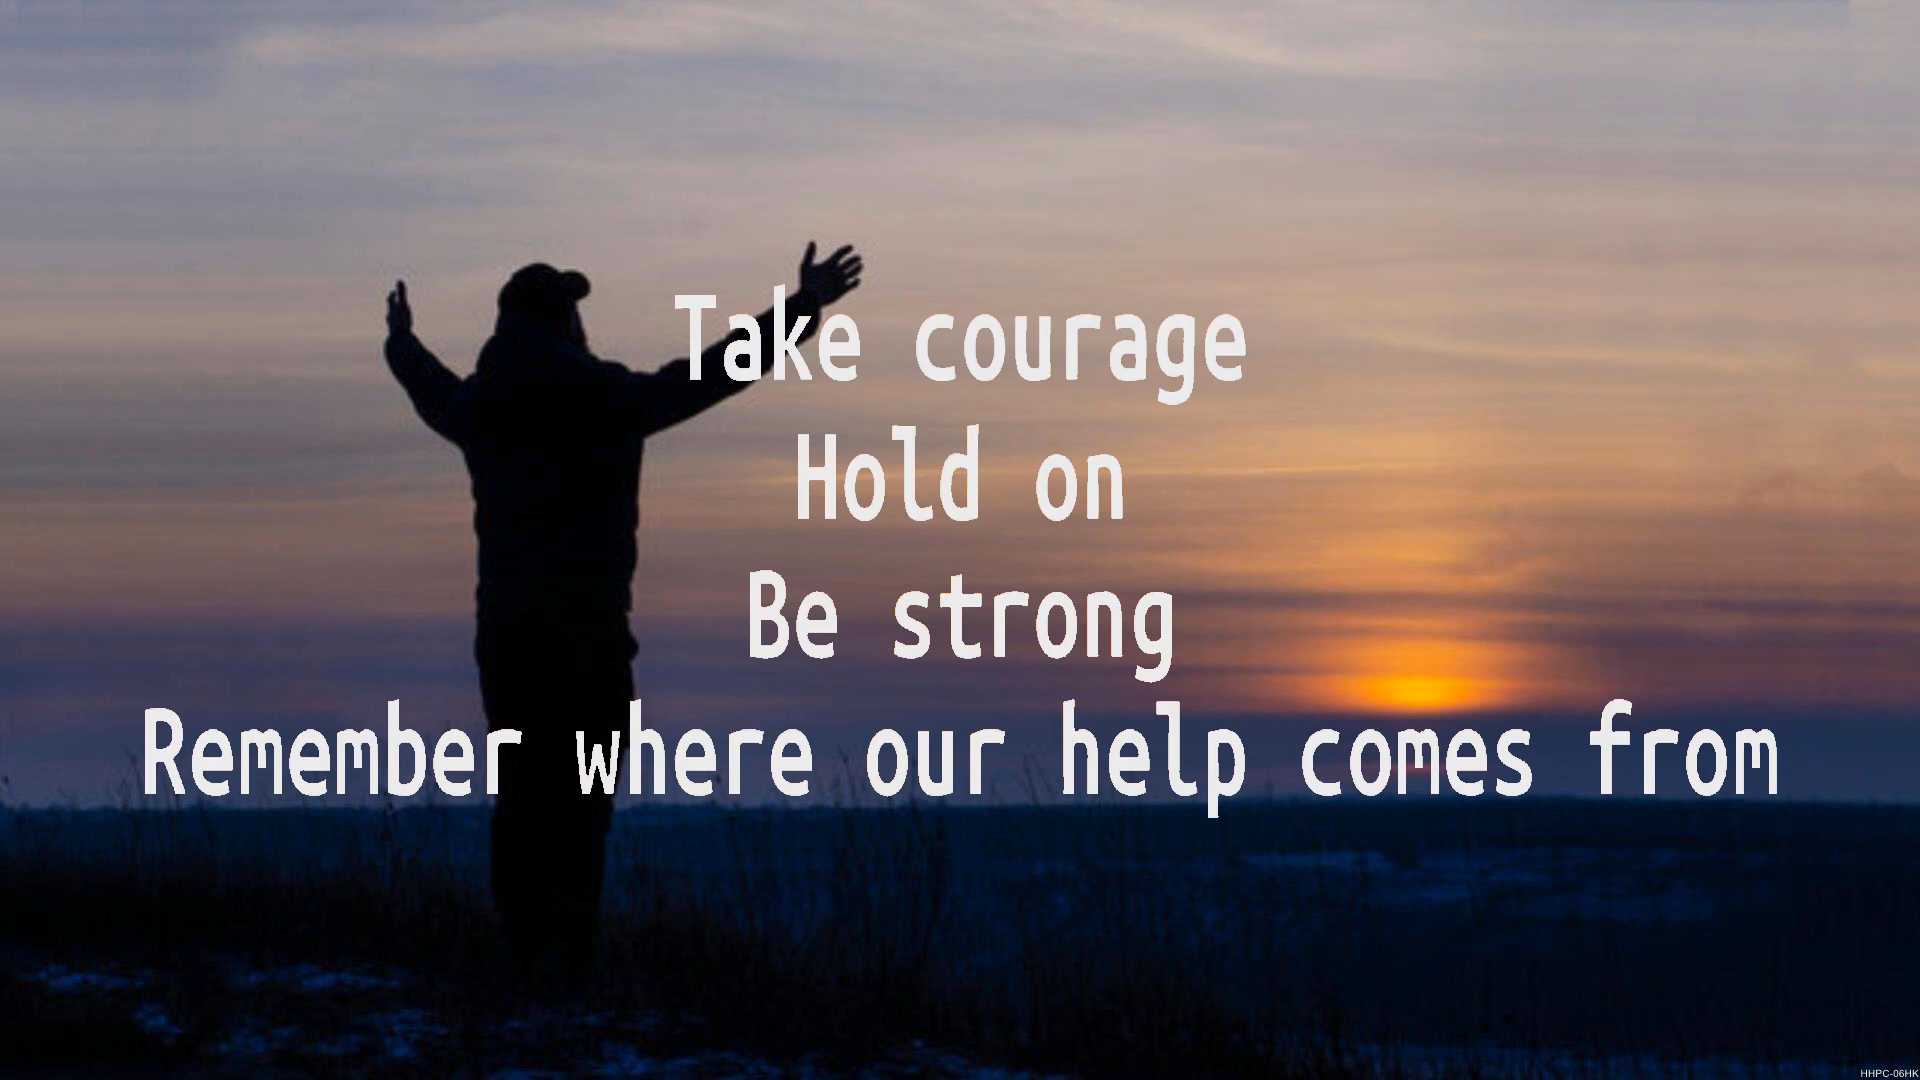 Take courage
Hold on
Be strong
Remember where our help comes from
HHPC-06HK